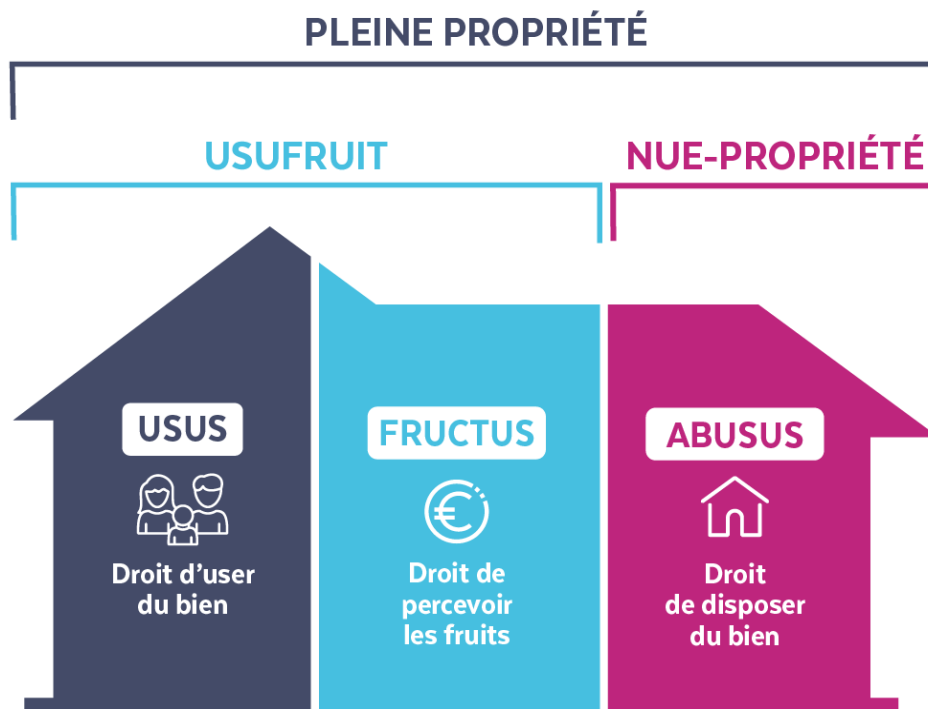 PLEINE PROPRIÉTÉ
USUFRUIT
NUE-PROPRIÉTÉ
USUS
Droit d’user
du bien
FRUCTUS
€
Droit de
percevoir
les fruits
ABUSUS
Droit
de disposer
du bien